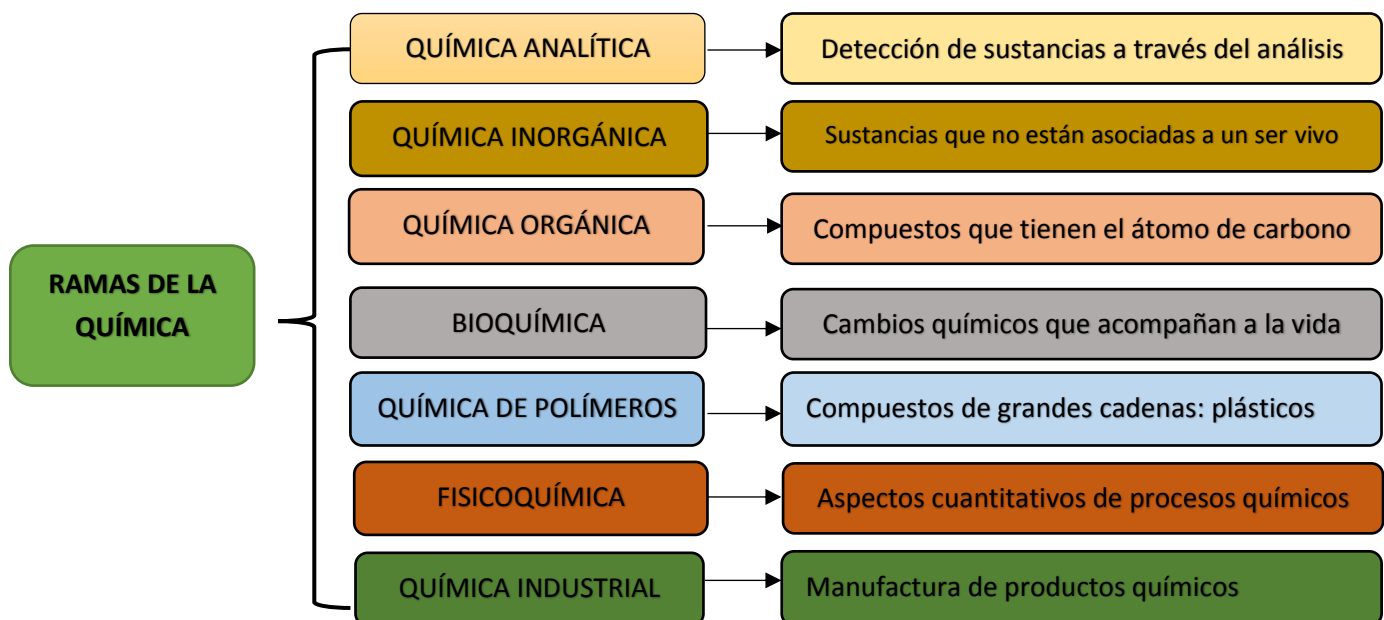 RAMAS DE LA
QUÍMICA
QUÍMICA ANALÍTICA
Detección de sustancias a través del análisis
QUÍMICA INORGÁNICA
Sustancias que no están asociadas a un ser vivo
QUÍMICA ORGÁNICA
Compuestos que tienen el átomo de carbono
BIOQUÍMICA
Cambios químicos que acompañan a la vida
QUÍMICA DE POLÍMEROS
Compuestos de grandes cadenas: plásticos
FISICOQUÍMICA
Aspectos cuantitativos de procesos químicos
QUÍMICA INDUSTRIAL
Manufactura de productos químicos